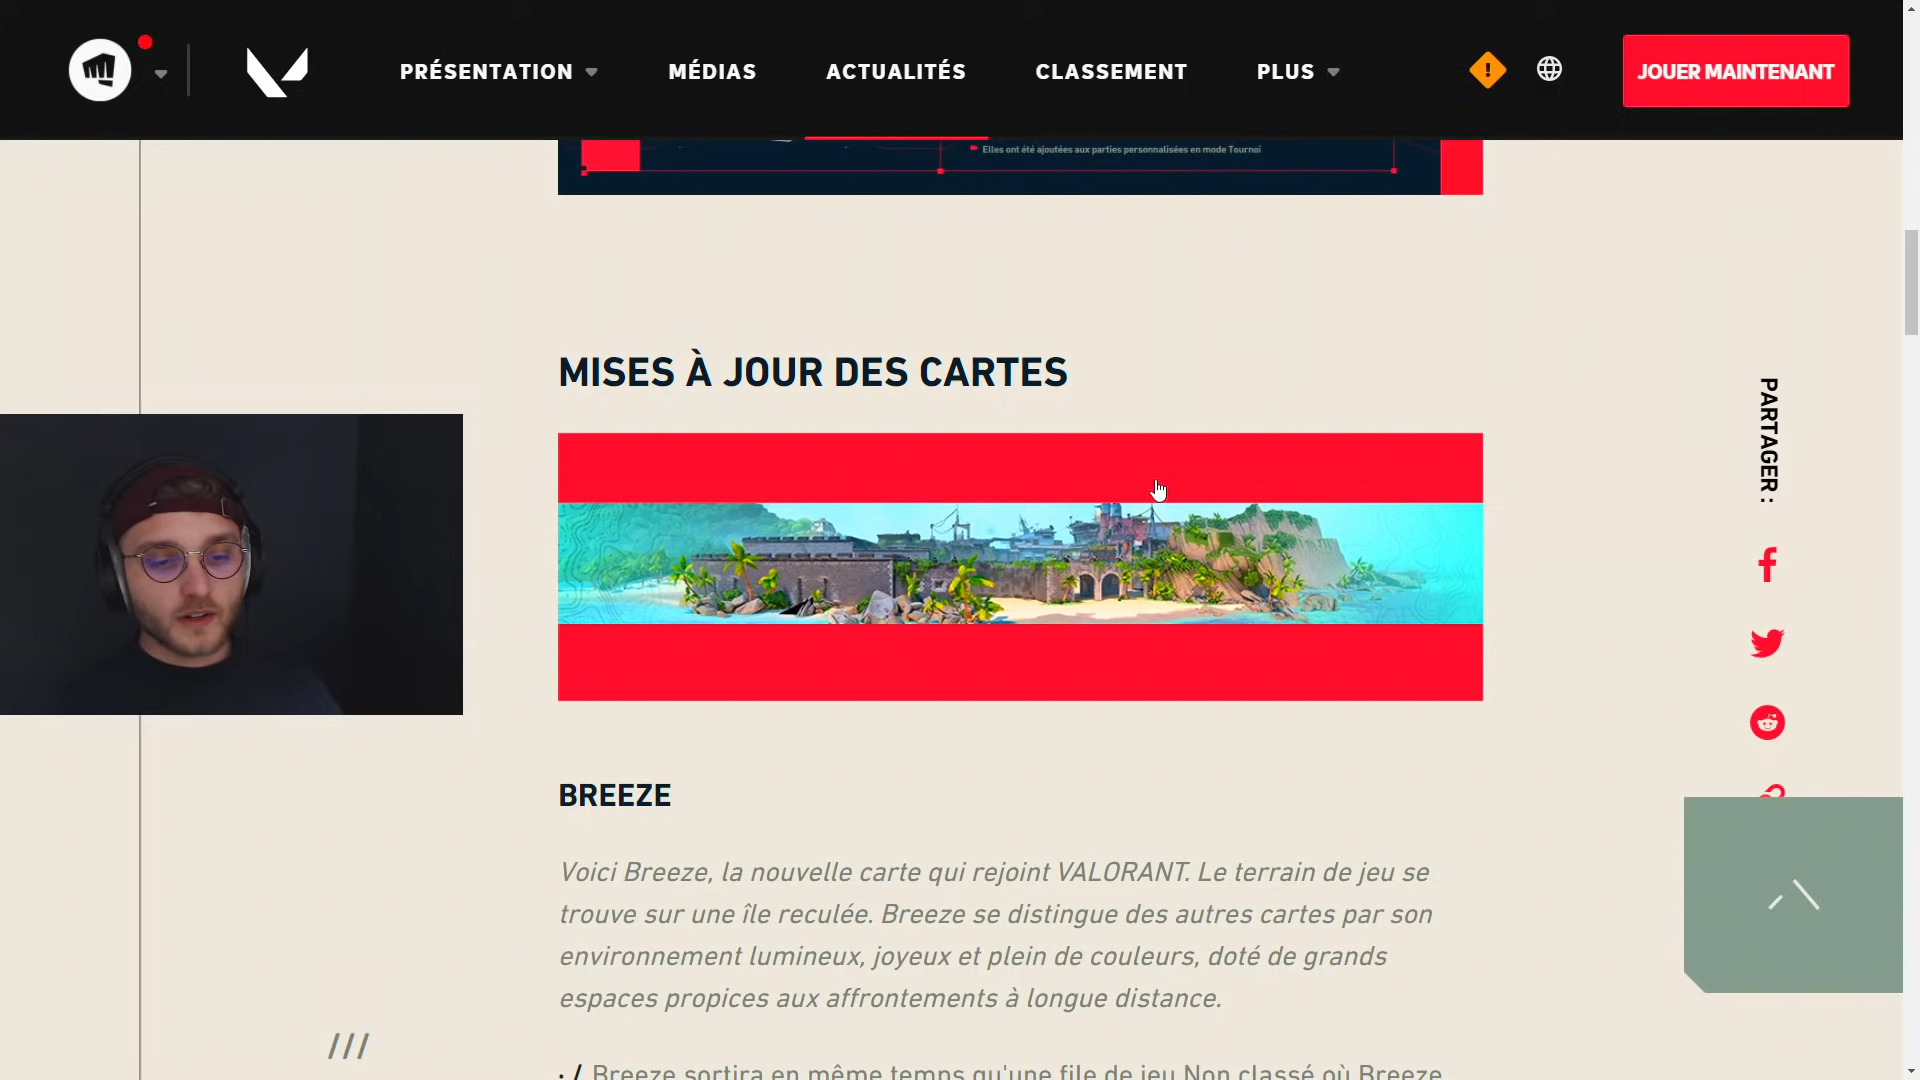 PRÉSENTATION MÉDIAS ACTUALITÉS CLASSEMENT PLUS ! JOUER MAINTENANT
Elles ont été ajoutées aux parties personnalisées en mode Tournoi
MISES À JOUR DES CARTES
PARTAGER :
BREEZE
Voici Breeze, la nouvelle carte qui rejoint VALORANT. Le terrain de jeu se
trouve sur une île reculée. Breeze se distingue des autres cartes par son
environnement lumineux, joyeux et plein de couleurs, doté de grands
espaces propices aux affrontements à longue distance.
///
· / Breeze sortira en même temps qu'une file de jeu Non classé où Breeze